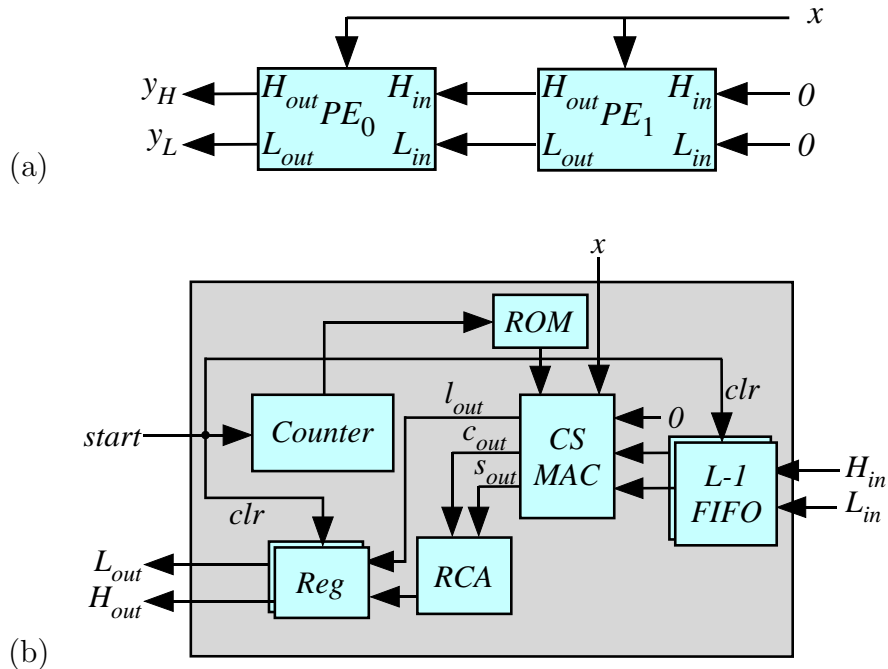 x
y_H H_out PE_0 H_in H_out PE_1 H_in 0
y_L L_out L_in L_out L_in 0
(a)
x
ROM
l_out clr
start Counter c_out CS MAC 0
s_out L-1 FIFO H_in
L_in
clr
L_out Reg RCA
H_out
(b)